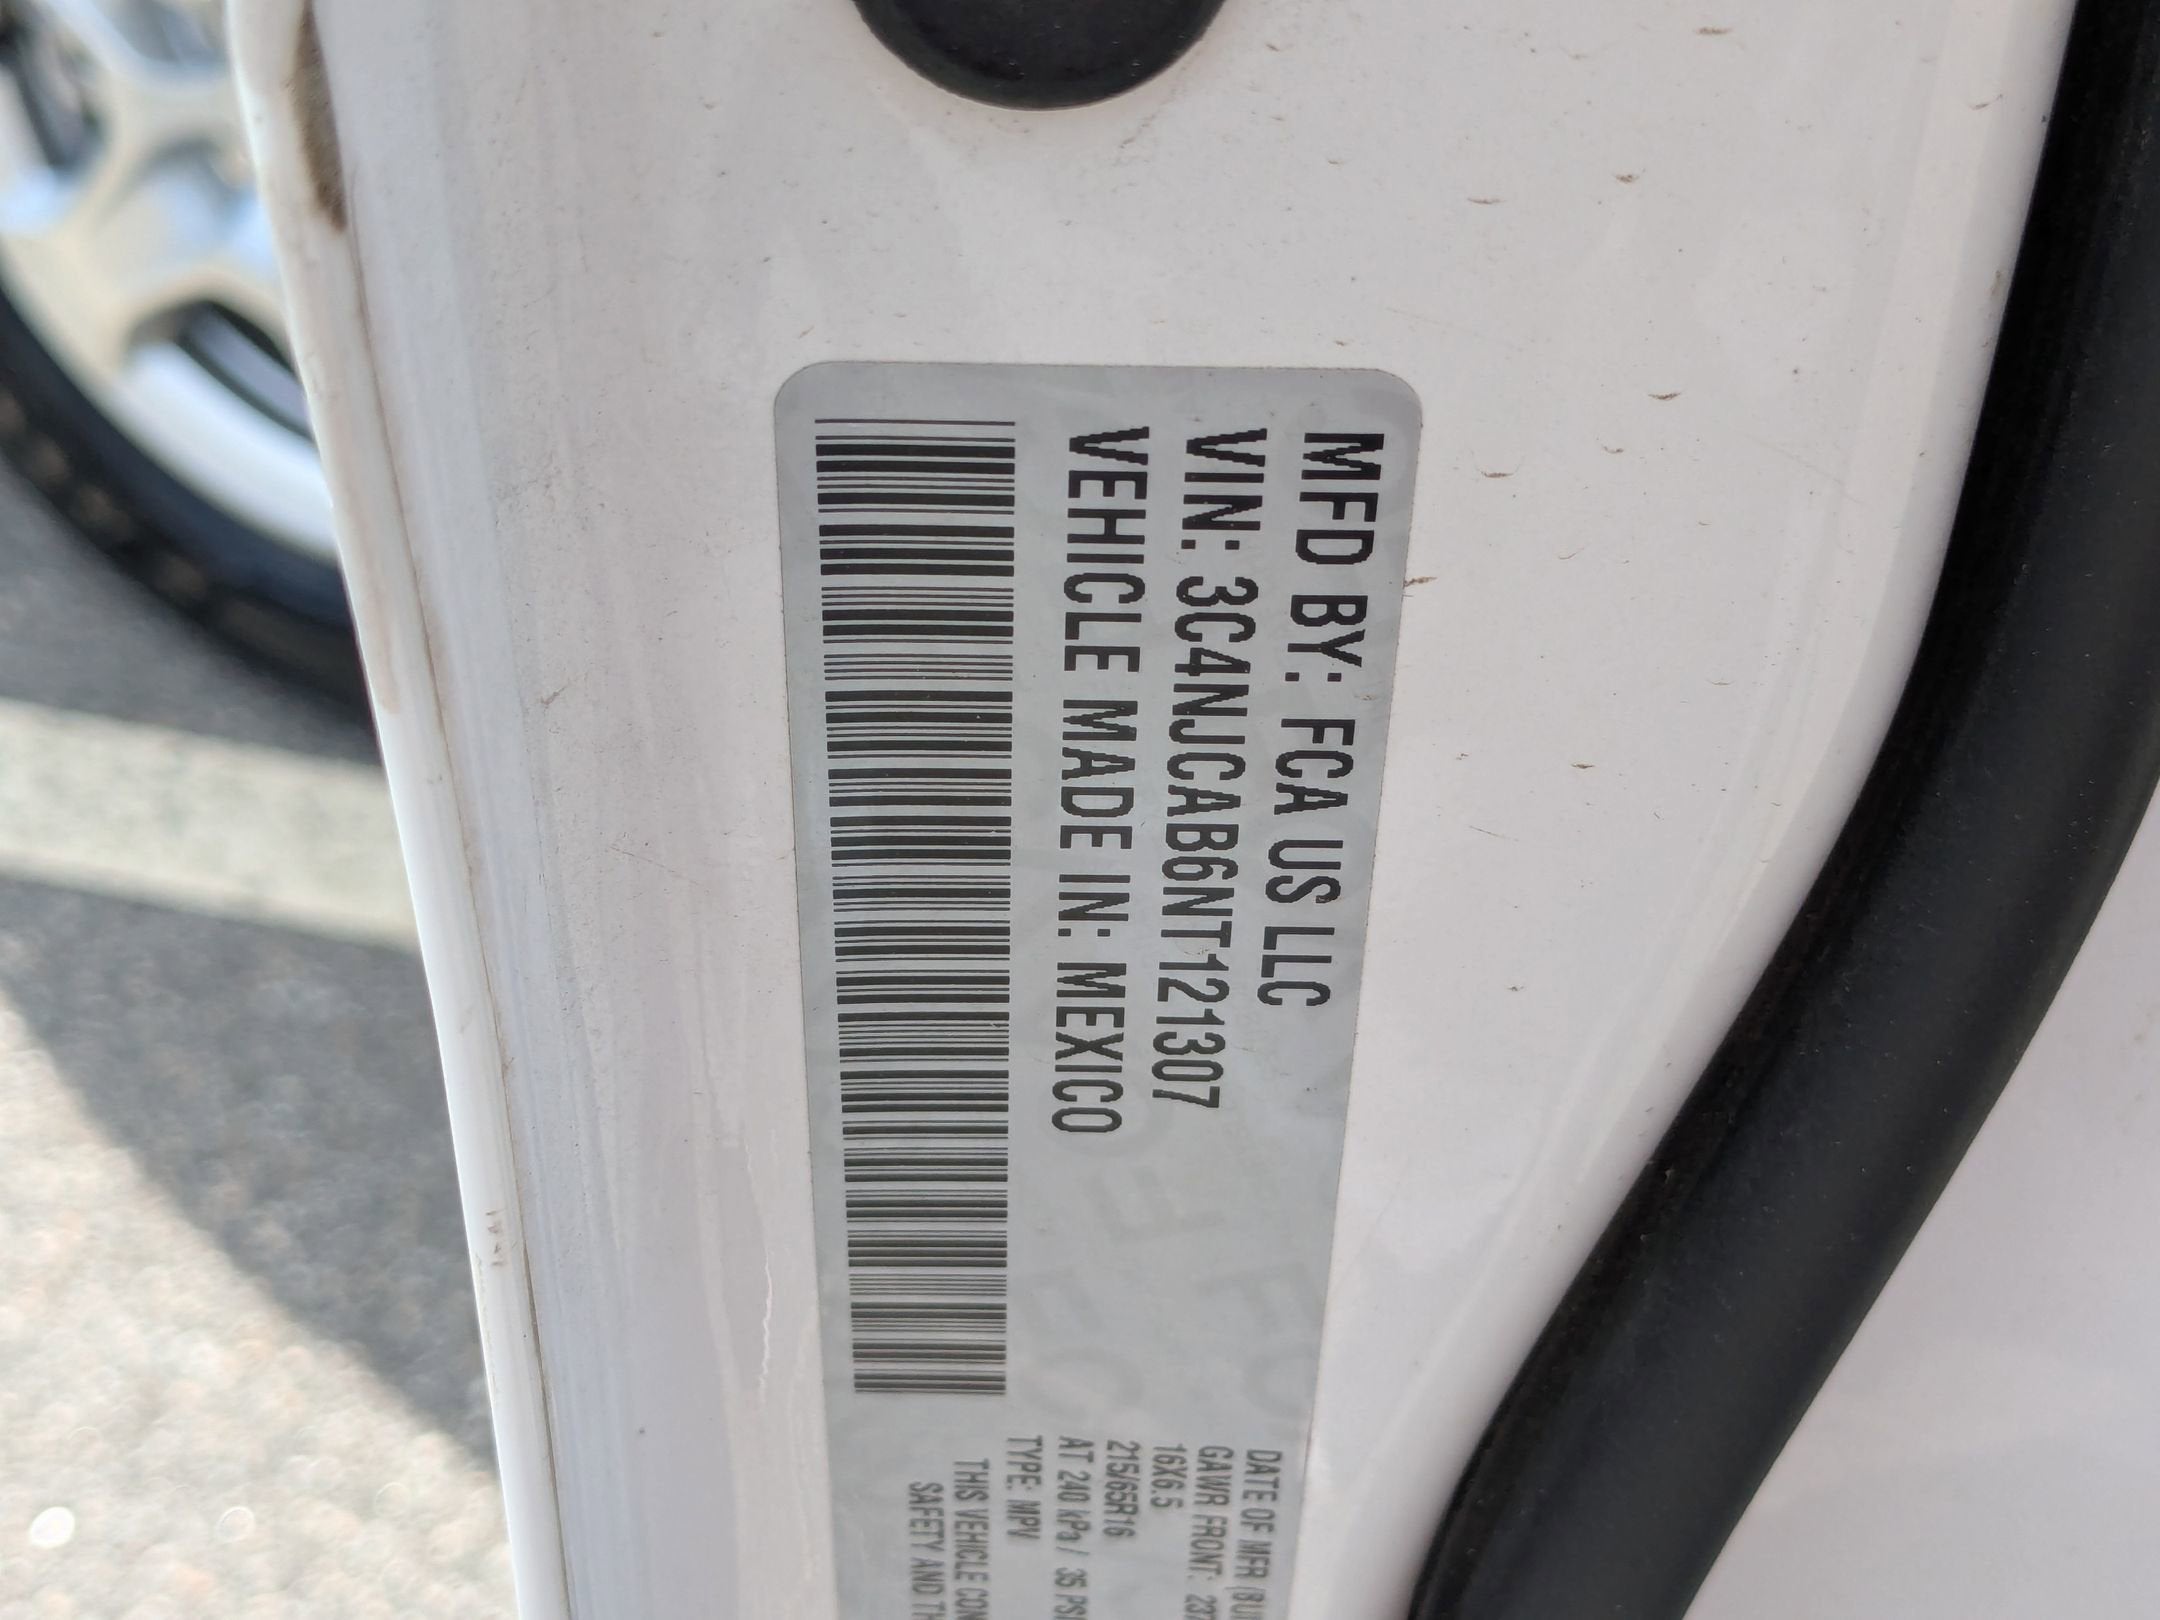 MFD BY: FCA US LLC
VIN: 3C4NJCAB6NT121307
VEHICLE MADE IN: MEXICO
DATE OF MFR
GAWR FRONT:
16X6.5
215/65R16
AT 240 kPa / 35 PSI
TYPE: MPV
THIS VEHICLE
SAFETY AND